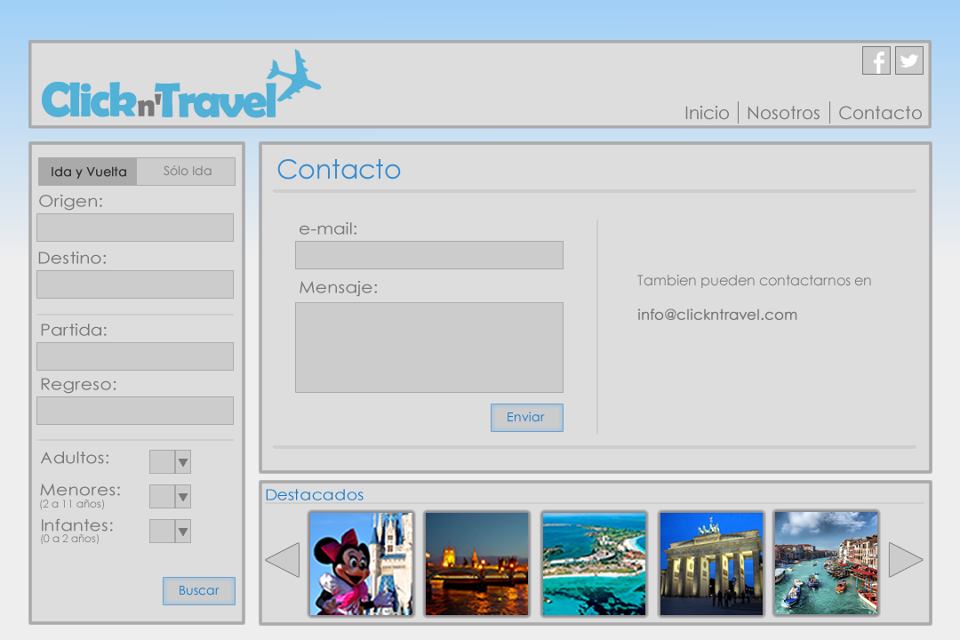 Clickn'Travel
Inicio Nosotros Contacto
Ida y Vuelta Sólo Ida
Origen:
Destino:
Partida:
Regreso:
Adultos:
Menores:
(2 a 11 años)
Infantes:
(0 a 2 años)
Buscar
Contacto
e-mail:
Mensaje:
Enviar
Tambien pueden contactarnos en
info@clickntravel.com
Destacados